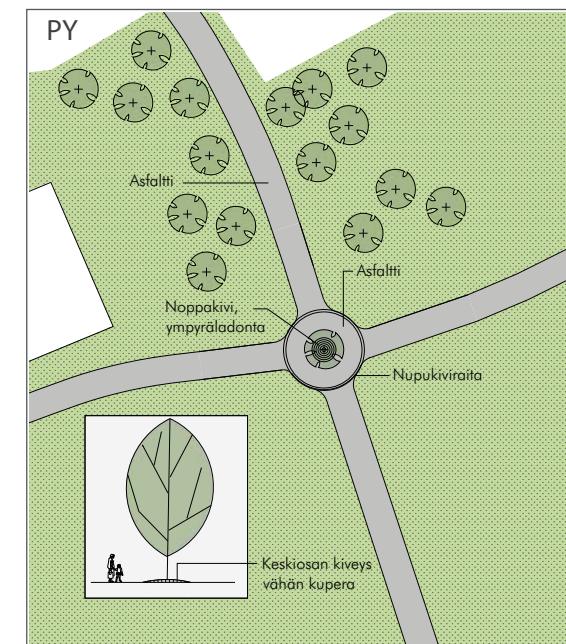 PY
Asfaltti
Asfaltti
Noppakivi,
ympyräladonta
Nupukiviraita
Keskiosan kiveys
vähän kupera